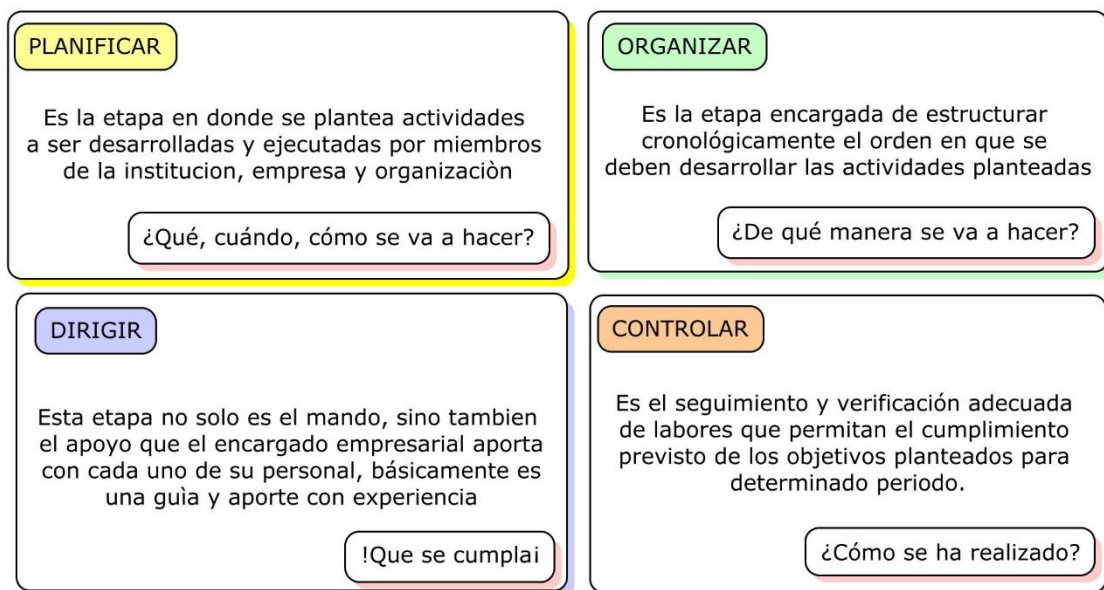 PLANIFICAR
Es la etapa en donde se plantea actividades
a ser desarrolladas y ejecutadas por miembros
de la institucion, empresa y organizaciòn
¿Qué, cuándo, cómo se va a hacer?
ORGANIZAR
Es la etapa encargada de estructurar
cronológicamente el orden en que se
deben desarrollar las actividades planteadas
¿De qué manera se va a hacer?
DIRIGIR
Esta etapa no solo es el mando, sino tambien
el apoyo que el encargado empresarial aporta
con cada uno de su personal, básicamente es
una guìa y aporte con experiencia
!Que se cumpla¡
CONTROLAR
Es el seguimiento y verificación adecuada
de labores que permitan el cumplimiento
previsto de los objetivos planteados para
determinado periodo.
¿Cómo se ha realizado?